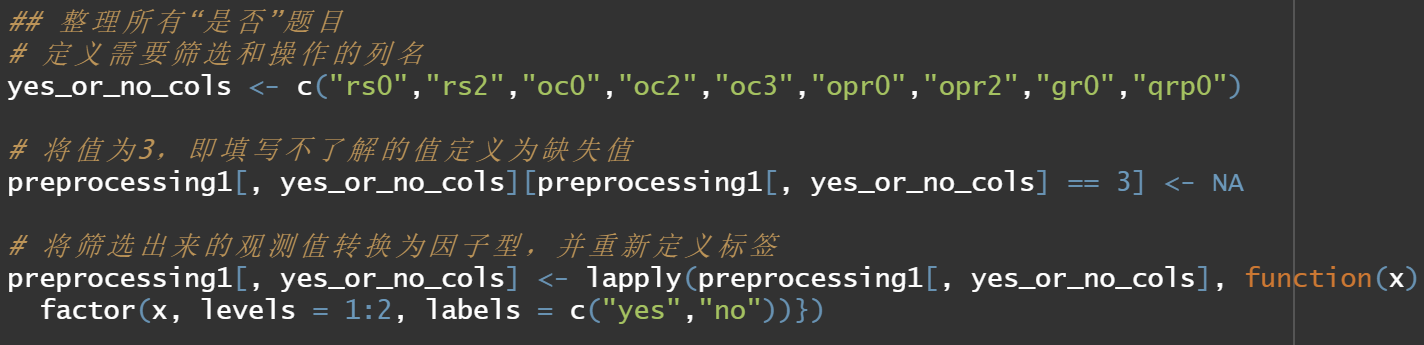 ## 整理所有“是否”题目
# 定义需要筛选和操作的列名
yes_or_no_cols <- c("rs0","rs2","oc0","oc2","oc3","opr0","opr2","gr0","qrp0")
# 将值为3，即填写不了解的值定义为缺失值
preprocessing1[, yes_or_no_cols][preprocessing1[, yes_or_no_cols] == 3] <- NA
# 将筛选出来的观测值转换为因子型，并重新定义标签
preprocessing1[, yes_or_no_cols] <- lapply(preprocessing1[, yes_or_no_cols], function(x)
  factor(x, levels = 1:2, labels = c("yes","no"))})